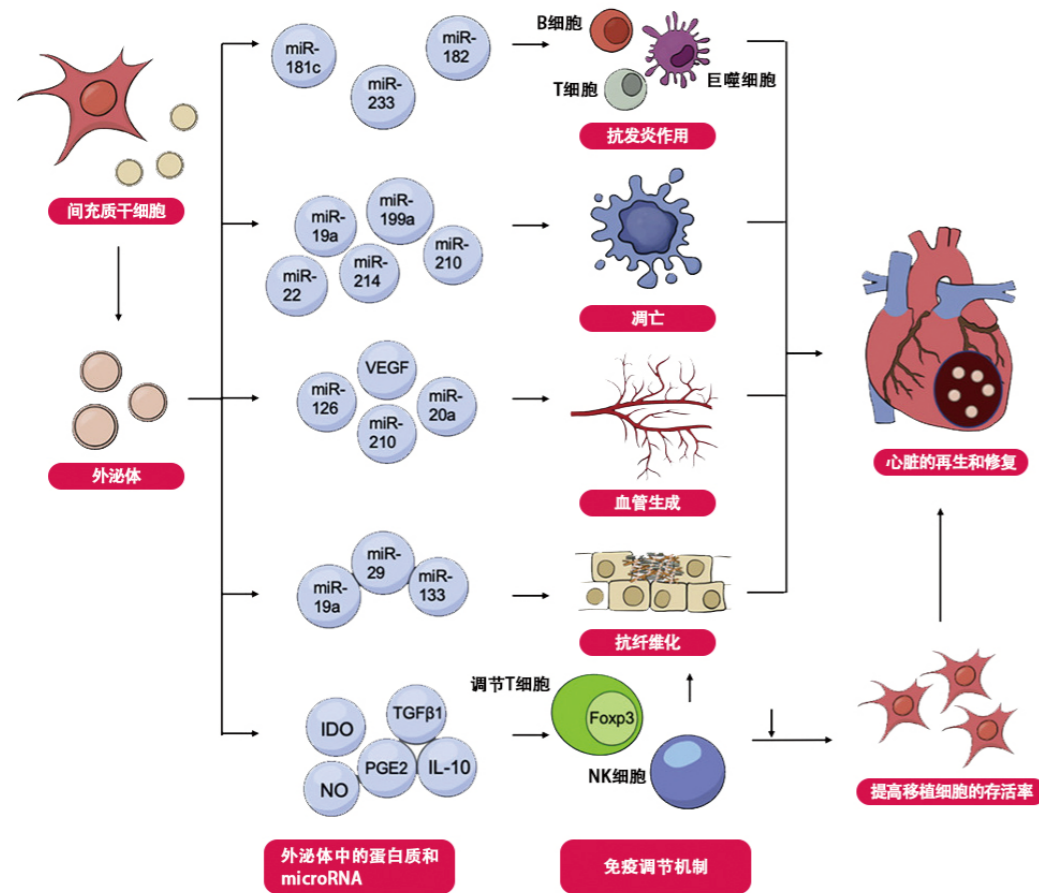 间充质干细胞
外泌体
miR-
181c
miR-
233
miR-
182
B细胞
T细胞
巨噬细胞
抗发炎作用
miR-
19a
miR-
199a
miR-
210
miR-
22
miR-
214
凋亡
VEGF
miR-
126
miR-
210
miR-
20a
血管生成
miR-
19a
miR-
29
miR-
133
抗纤维化
IDO
TGFβ1
NO
PGE2
IL-10
调节T细胞
Foxp3
NK细胞
心脏的再生和修复
提高移植细胞的存活率
外泌体中的蛋白质和
microRNA
免疫调节机制